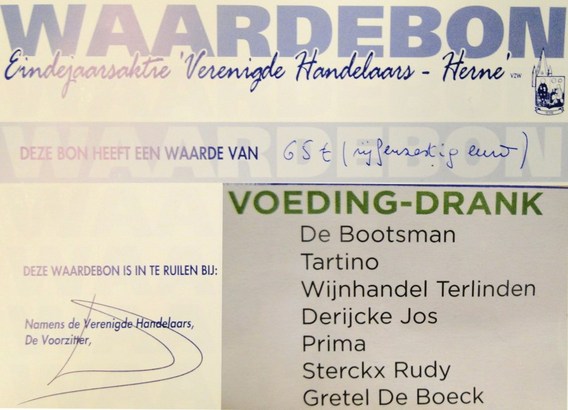 WAARDEBON
Eindejaarsaktie 'Verenigde Handelaars - Herne' vzw
DEZE BON HEEFT EEN WAARDE VAN 65 € (vijfenzestig euro)
DEZE WAARDEBON IS IN TE RUILEN BIJ:
Namens de Verenigde Handelaars,
De Voorzitter,
VOEDING-DRANK
De Bootsman
Tartino
Wijnhandel Terlinden
Derijcke Jos
Prima
Sterckx Rudy
Gretel De Boeck